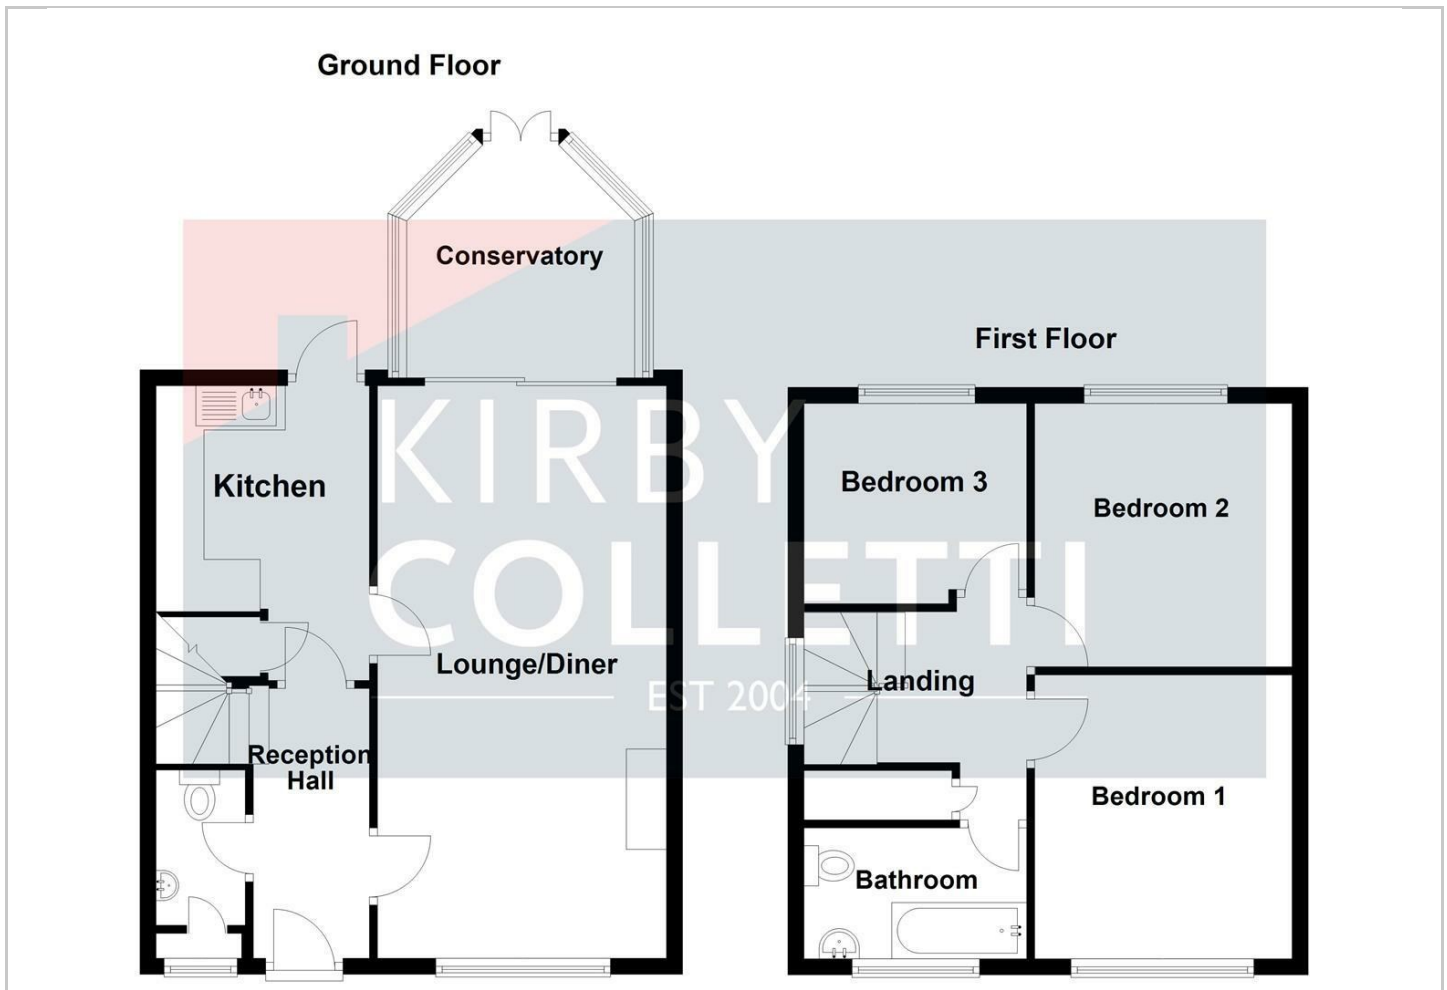 Ground Floor
Conservatory
First Floor
KIRBY
Kitchen
Bedroom 3
Bedroom 2
COLLETTI
Lounge/Diner
Landing
EST 2004
Reception
Hall
Bedroom 1
Bathroom